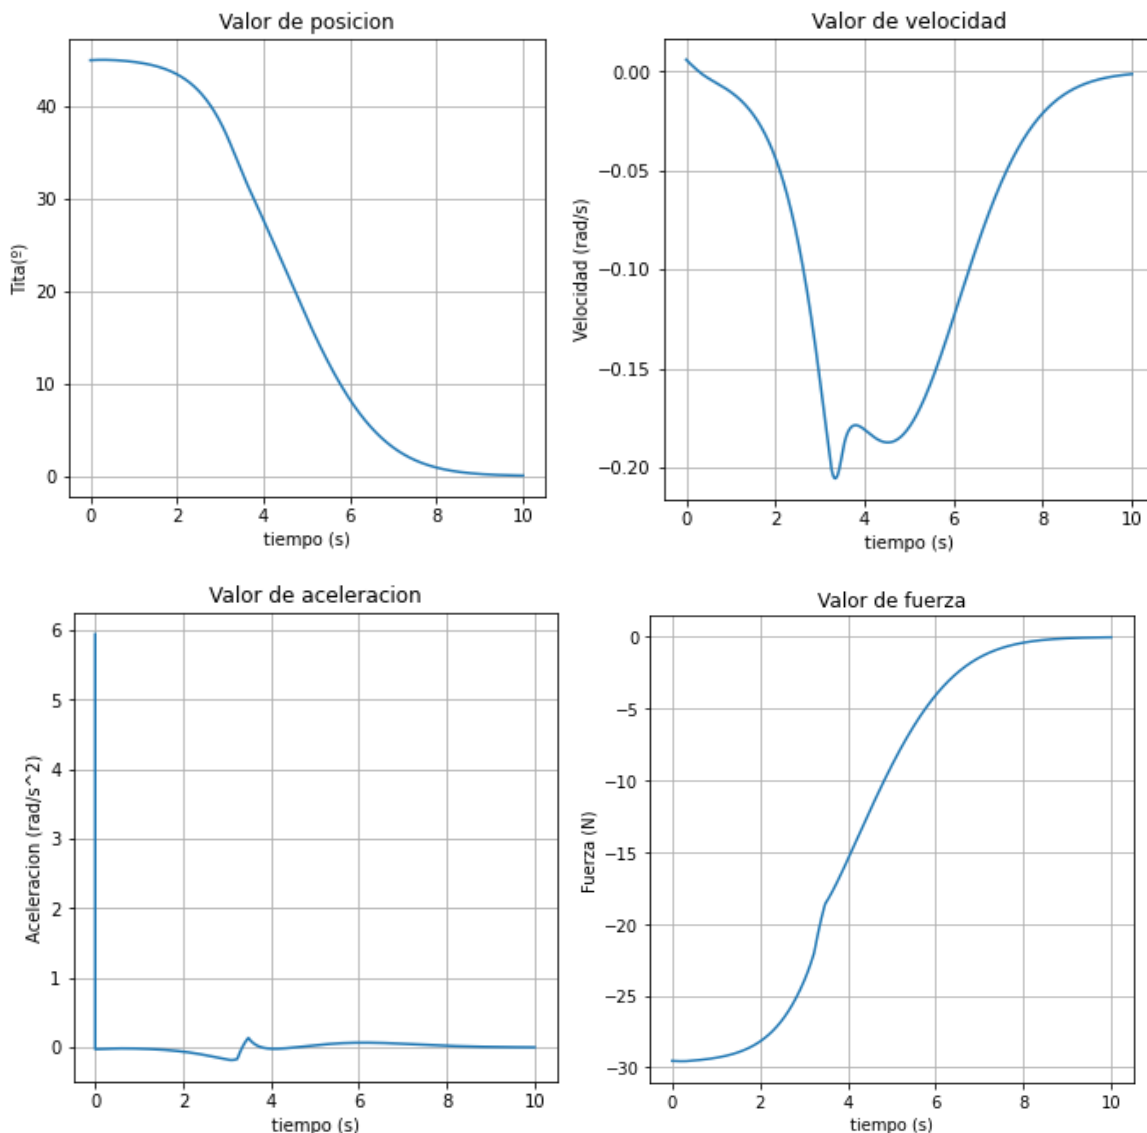 Valor de posicion
Tita(º)
40
30
20
10
0
0 2 4 6 8 10
tiempo (s)
Valor de velocidad
Velocidad (rad/s)
0.00
−0.05
−0.10
−0.15
−0.20
0 2 4 6 8 10
tiempo (s)
Valor de aceleracion
Aceleracion (rad/s^2)
6
5
4
3
2
1
0
0 2 4 6 8 10
tiempo (s)
Valor de fuerza
Fuerza (N)
0
−5
−10
−15
−20
−25
−30
0 2 4 6 8 10
tiempo (s)